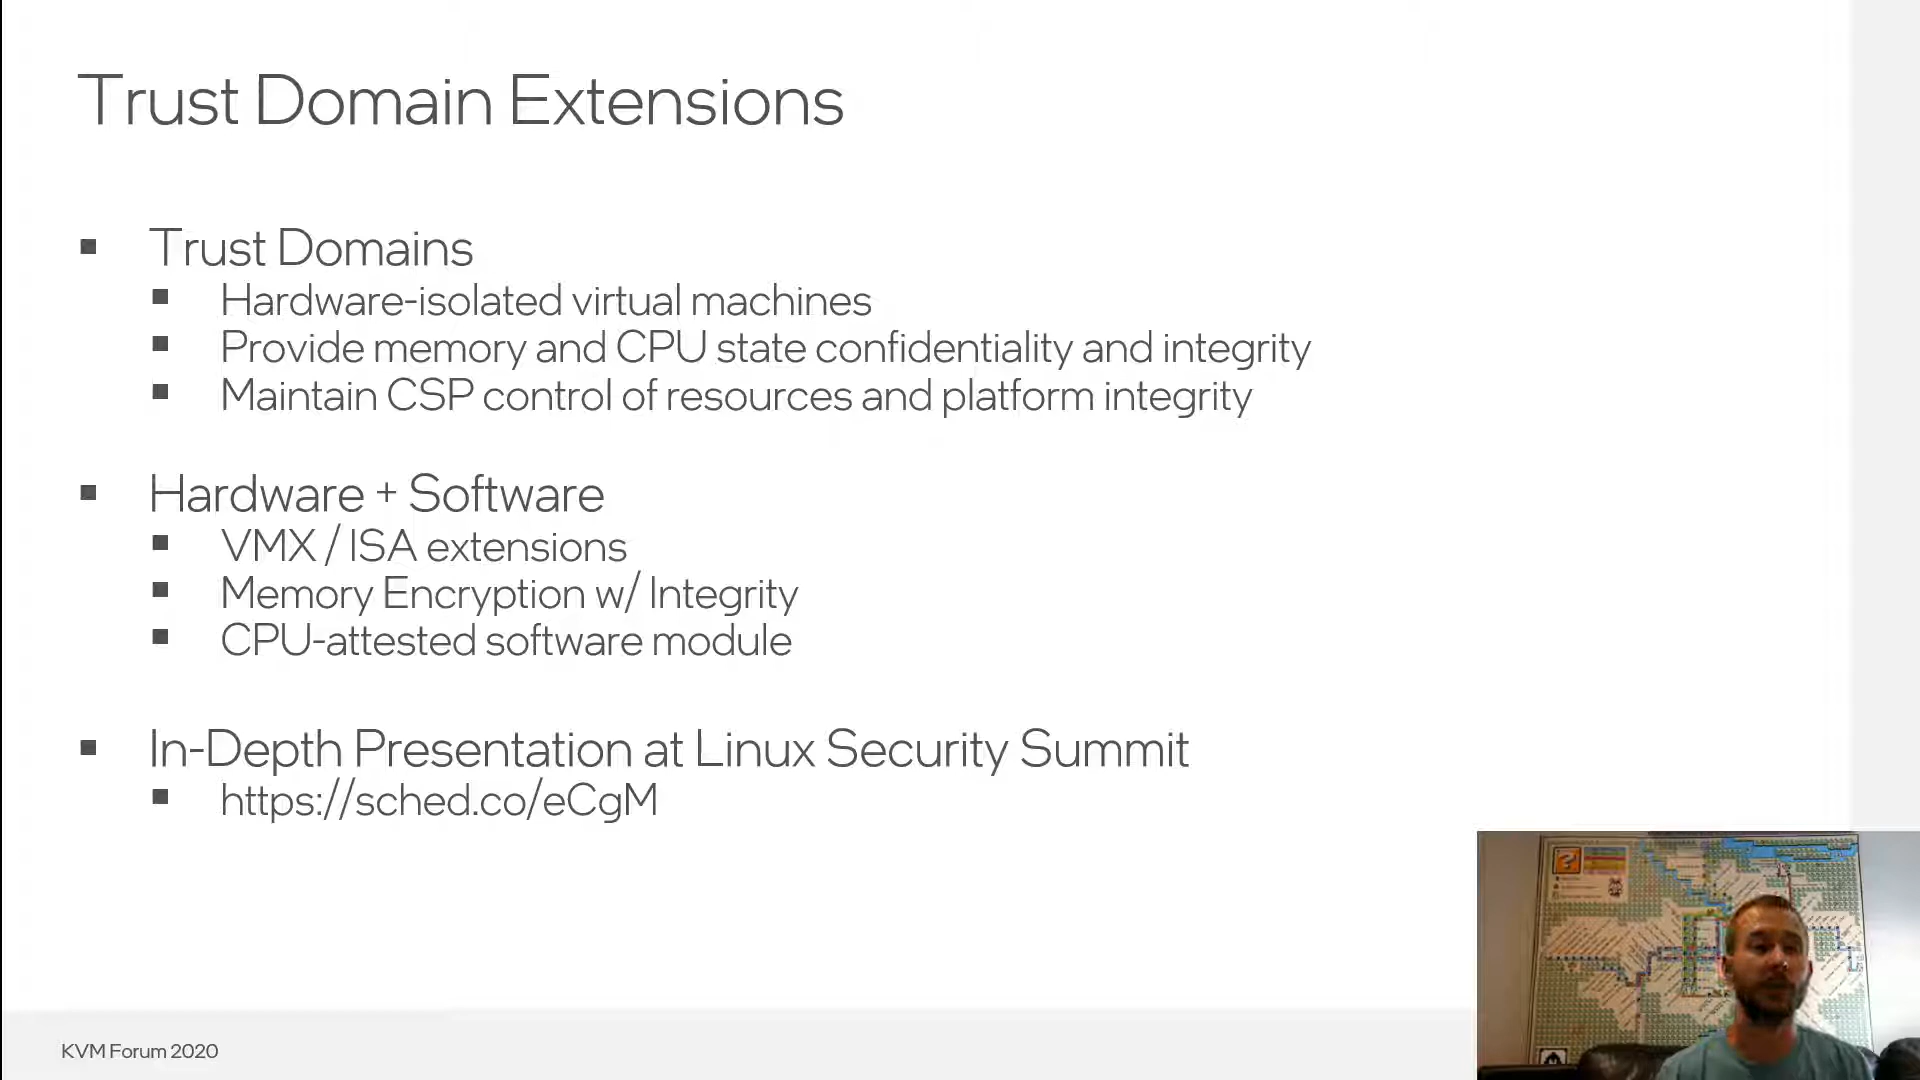 Trust Domain Extensions
Trust Domains
Hardware-isolated virtual machines
Provide memory and CPU state confidentiality and integrity
Maintain CSP control of resources and platform integrity
Hardware + Software
VMX / ISA extensions
Memory Encryption w/ Integrity
CPU-attested software module
In-Depth Presentation at Linux Security Summit
https://sched.co/eCgM
KVM Forum 2020